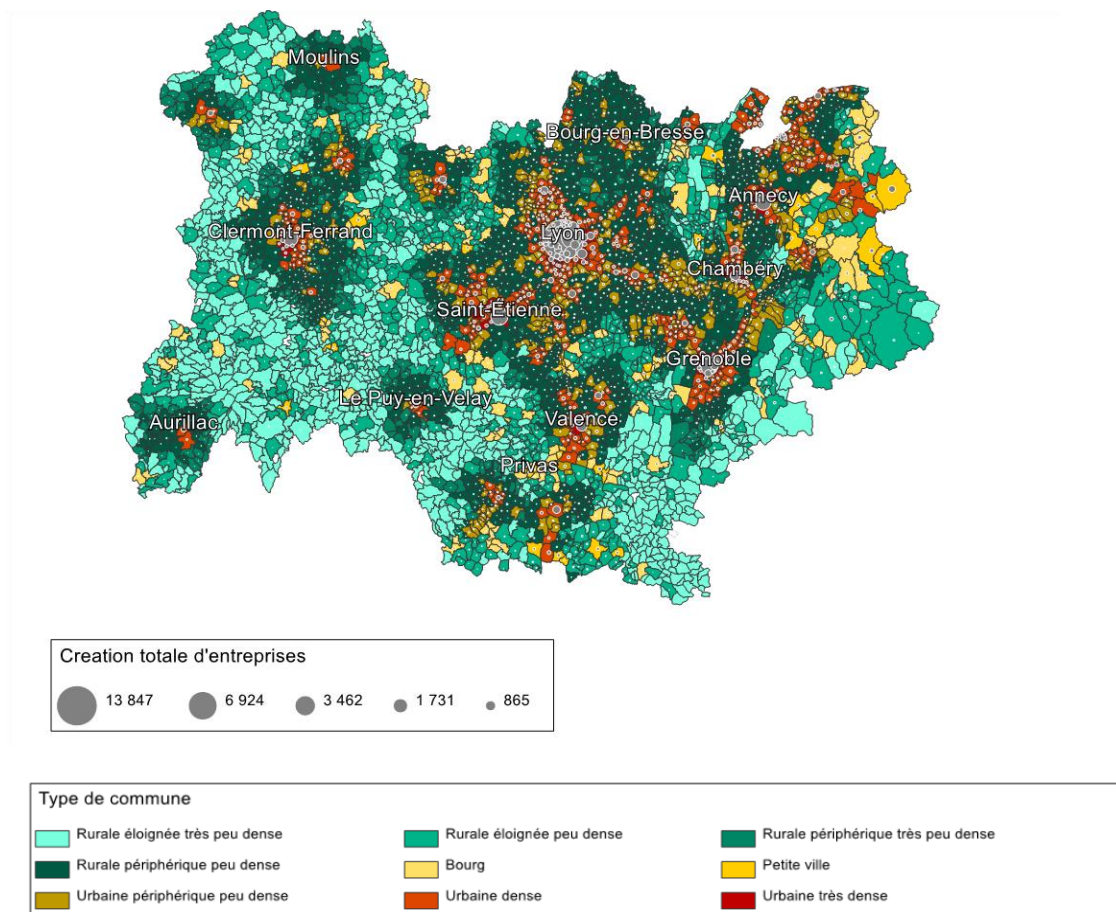 Moulins
Bourg-en-Bresse
Annecy
Clermont-Ferrand
Lyon
Chambéry
Saint-Étienne
Grenoble
Le Puy-en-Velay
Aurillac
Valence
Privas
Creation totale d'entreprises
13 847 6 924 3 462 1 731 865
Type de commune
Rurale éloignée très peu dense Rurale éloignée peu dense Rurale périphérique très peu dense
Rurale périphérique peu dense Bourg Petite ville
Urbaine périphérique peu dense Urbaine dense Urbaine très dense